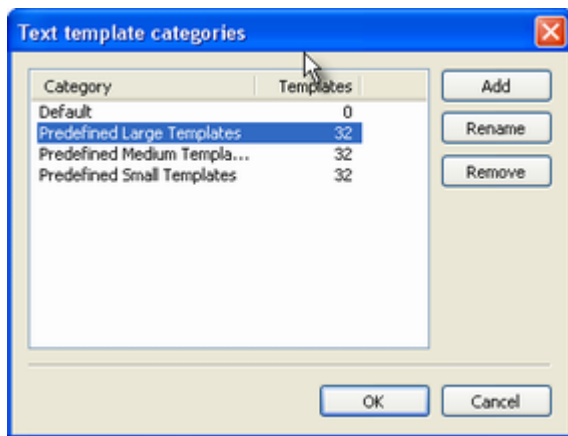 Text template categories
Category Templates
Default 0
Predefined Large Templates 32
Predefined Medium Templa... 32
Predefined Small Templates 32
Add
Rename
Remove
OK Cancel